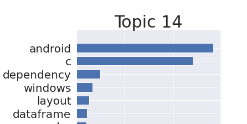 Topic 14
android
c
dependency
windows
layout
dataframe